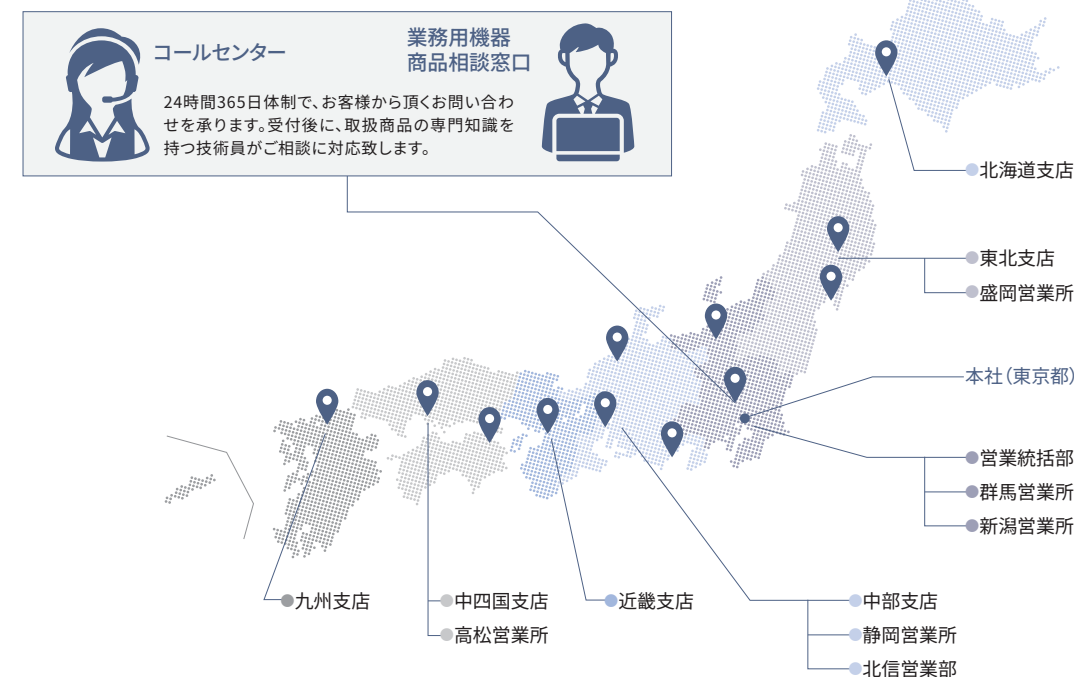 コールセンター
業務用機器
商品相談窓口
24時間365日体制で、お客様から頂くお問い合わ
せを承ります。受付後に、取扱商品の専門知識を
持つ技術員がご相談に対応致します。
北海道支店
東北支店
盛岡営業所
本社（東京都）
営業統括部
群馬営業所
新潟営業所
九州支店
中四国支店
高松営業所
近畿支店
中部支店
静岡営業所
北信営業部